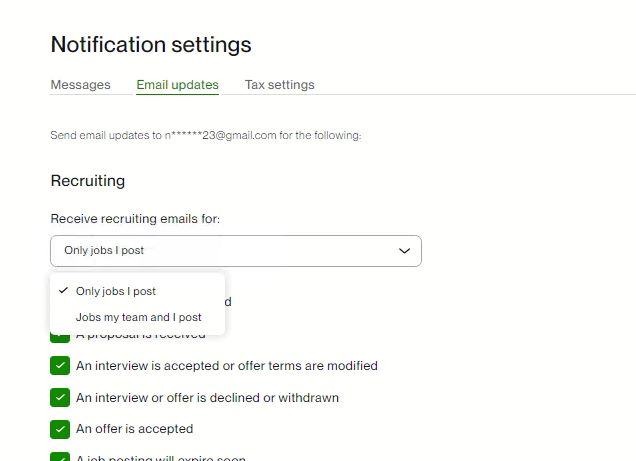 Notification settings
Messages Email updates Tax settings
Send email updates to n******23@gmail.com for the following:
Recruiting
Receive recruiting emails for:
Only jobs I post
Only jobs I post
d
Jobs my team and I post
A proposal is received
An interview is accepted or offer terms are modified
An interview or offer is declined or withdrawn
An offer is accepted
A job posting will expire soon